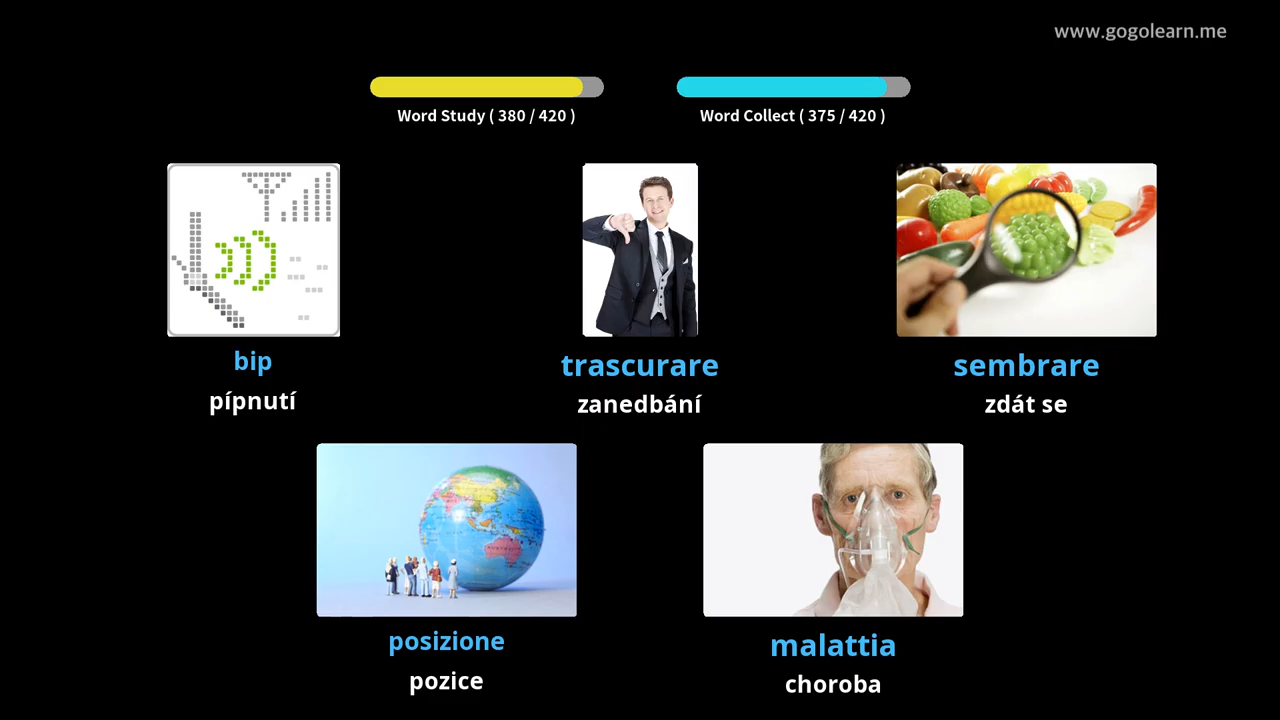 www.gogolearn.me
Word Study ( 380 / 420 )
Word Collect ( 375 / 420 )
bip
pípnutí
trascurare
zanedbání
sembrare
zdát se
posizione
pozice
malattia
choroba